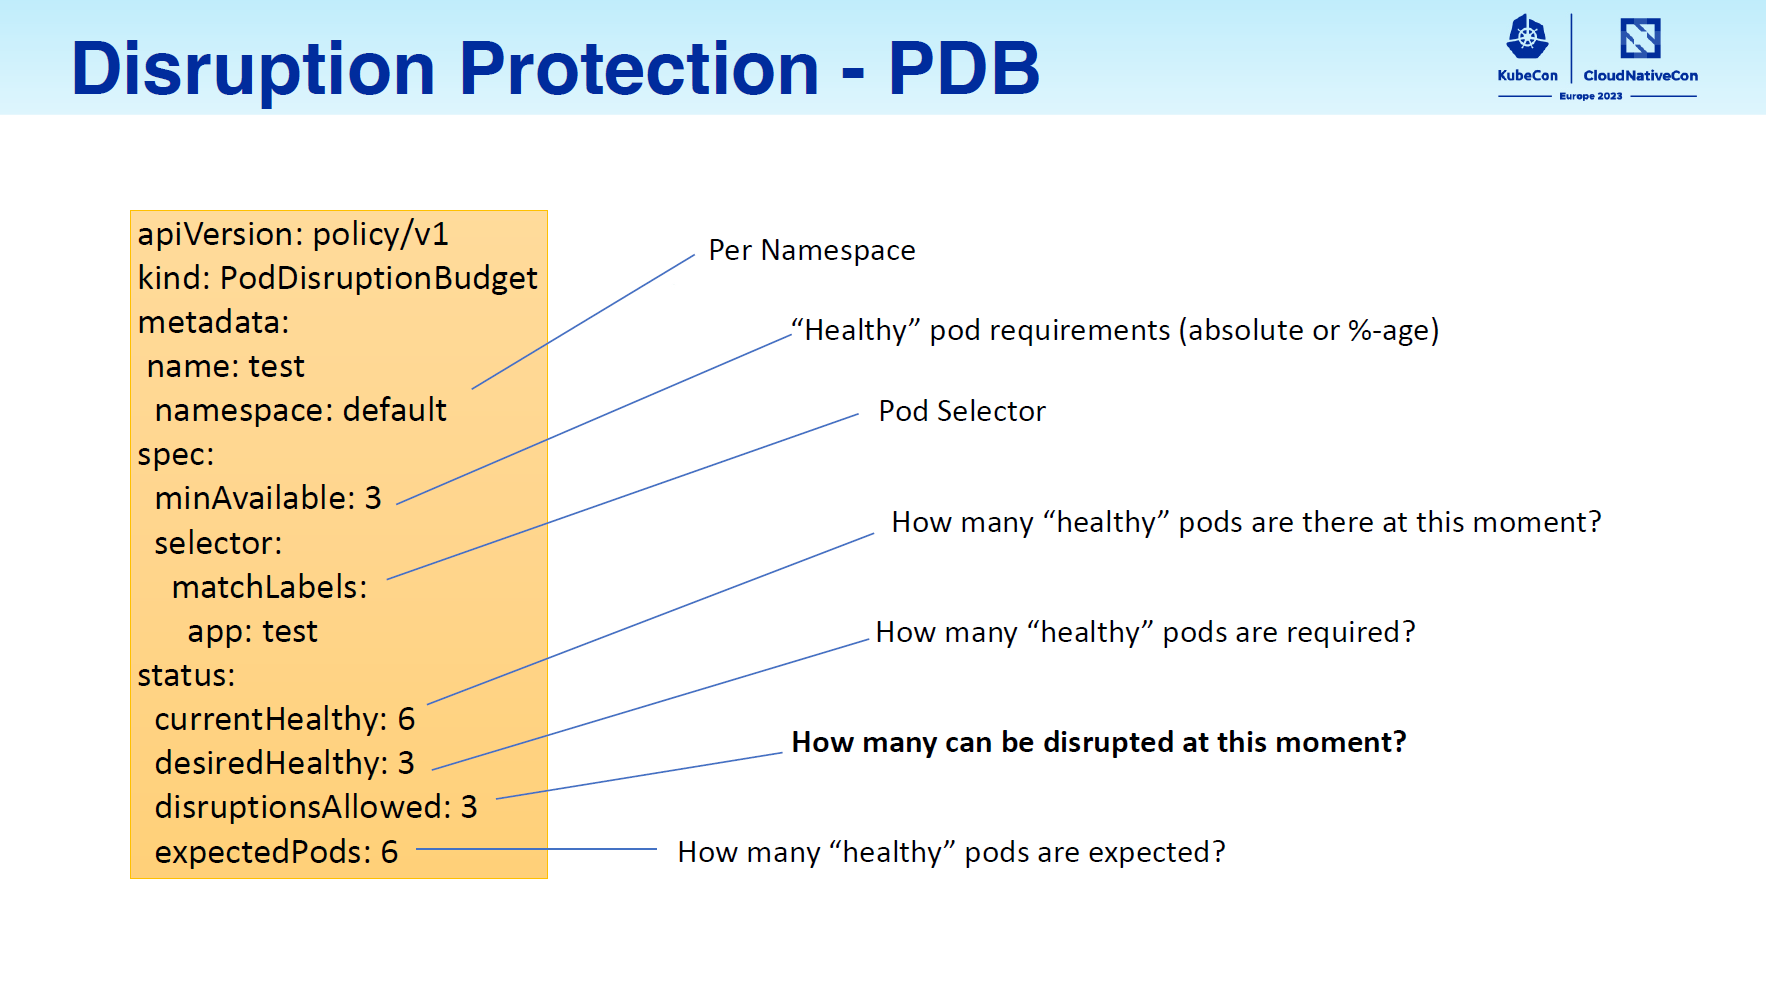 Disruption Protection - PDB
KubeCon
CloudNativeCon
Europe 2023
apiVersion: policy/v1
kind: PodDisruptionBudget
metadata:
name: test
namespace: default
spec:
minAvailable: 3
selector:
matchLabels:
app: test
status:
currentHealthy: 6
desiredHealthy: 3
disruptionsAllowed: 3
expectedPods: 6
Per Namespace
“Healthy” pod requirements (absolute or %-age)
Pod Selector
How many “healthy” pods are there at this moment?
How many “healthy” pods are required?
How many can be disrupted at this moment?
How many “healthy” pods are expected?